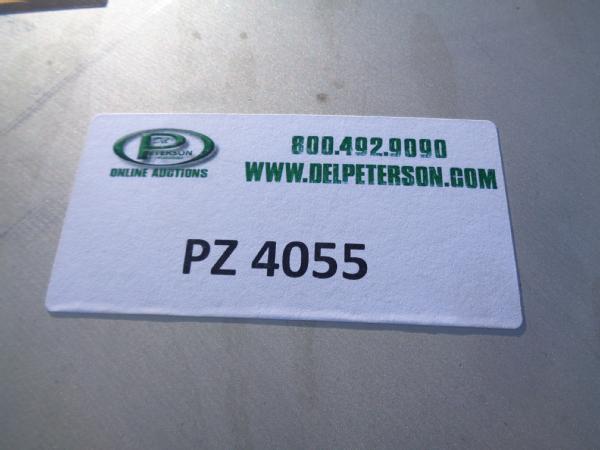 PETERSON
ONLINE AUCTIONS
800.492.9090
WWW.DELPETERSON.COM
PZ 4055